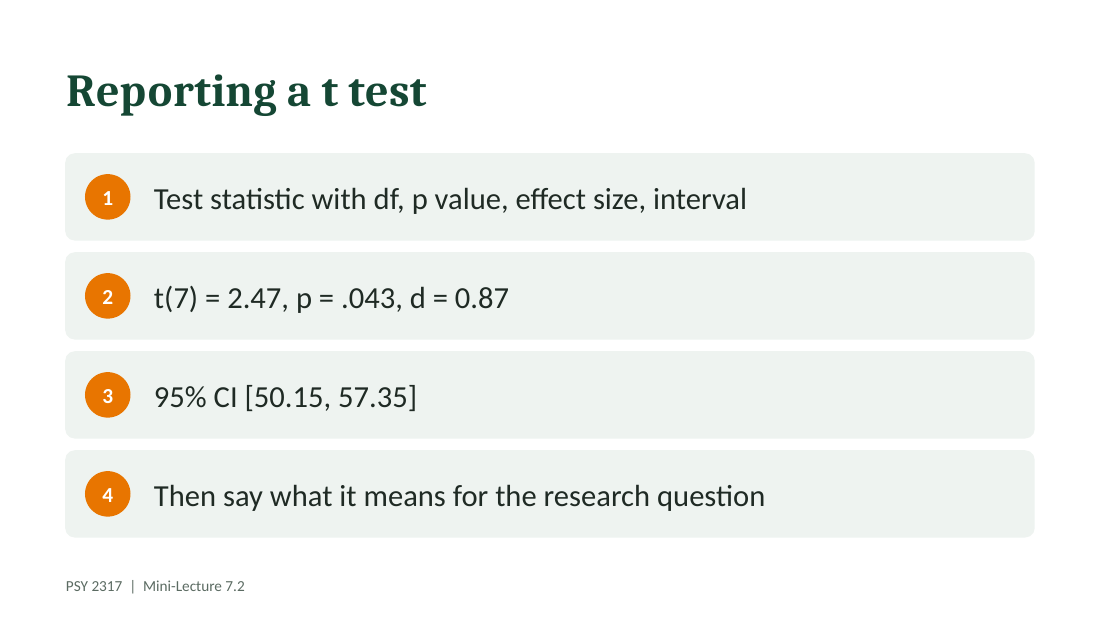 Reporting a t test
1 Test statistic with df, p value, effect size, interval
2 t(7) = 2.47, p = .043, d = 0.87
3 95% CI [50.15, 57.35]
4 Then say what it means for the research question
PSY 2317 | Mini-Lecture 7.2